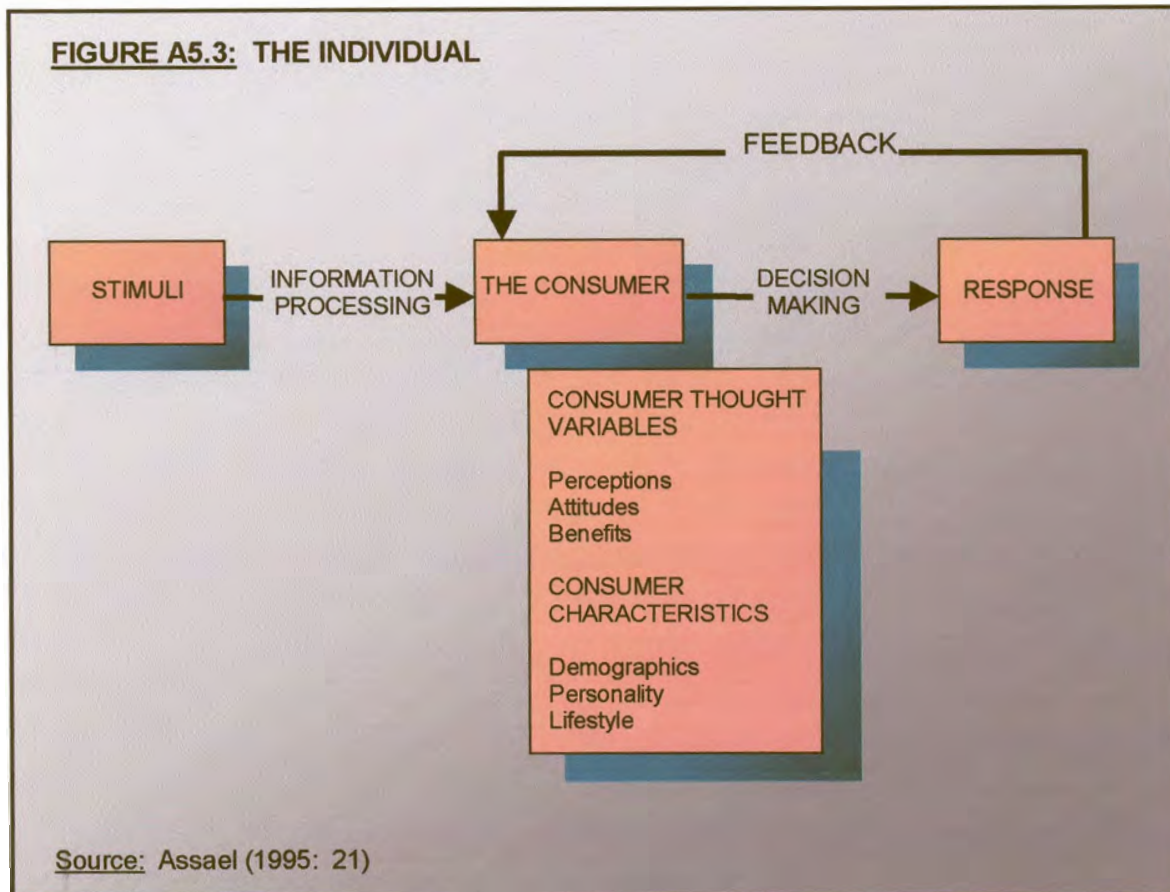 FIGURE A5.3: THE INDIVIDUAL
FEEDBACK
STIMULI
INFORMATION
PROCESSING
THE CONSUMER
DECISION
MAKING
RESPONSE
CONSUMER THOUGHT
VARIABLES
Perceptions
Attitudes
Benefits
CONSUMER
CHARACTERISTICS
Demographics
Personality
Lifestyle
Source: Assael (1995: 21)